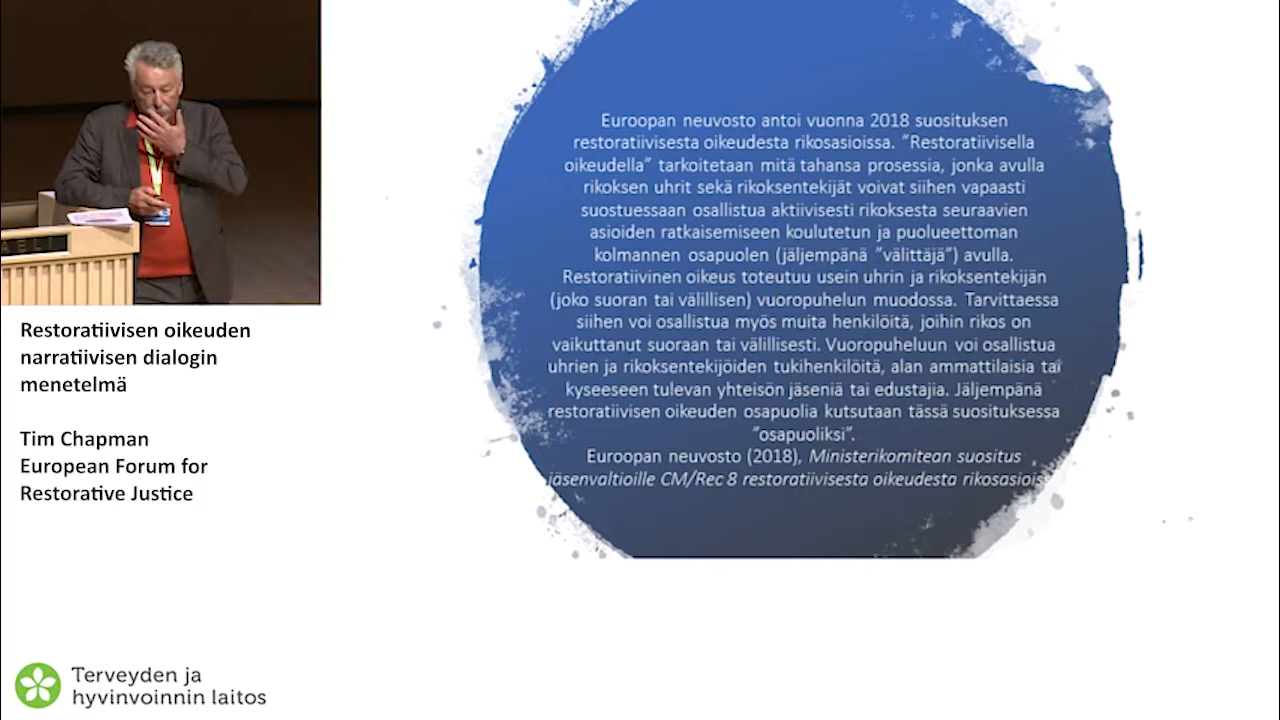 Euroopan neuvosto antoi vuonna 2018 suosituksen
restoratiivisesta oikeudesta rikosasioissa. ”Restoratiivisella
oikeudella” tarkoitetaan mitä tahansa prosessia, jonka avulla
rikoksen uhrit sekä rikoksentekijät voivat siihen vapaasti
suostuessaan osallistua aktiivisesti rikoksesta seuraavien
asioiden ratkaisemiseen koulutetun ja puolueettoman
kolmannen osapuolen (jäljempänä ”välittäjä”) avulla.
Restoratiivinen oikeus toteutuu usein uhrin ja rikoksentekijän
(joko suoran tai välillisen) vuoropuhelun muodossa. Tarvittaessa
siihen voi osallistua myös muita henkilöitä, joihin rikos on
vaikuttanut suoraan tai välillisesti. Vuoropuheluun voi osallistua
uhrien ja rikoksentekijöiden tukihenkilöitä, alan ammattilaisia tai
kyseeseen tulevan yhteisön jäseniä tai edustajia. Jäljempänä
restoratiivisen oikeuden osapuolia kutsutaan tässä suosituksessa
”osapuoliksi”.
Euroopan neuvosto (2018), Ministerikomitean suositus
jäsenvaltioille CM/Rec 8 restoratiivisesta oikeudesta
Restoratiivisen oikeuden
narratiivisen dialogin
menetelmä
Tim Chapman
European Forum for
Restorative Justice
Terveyden ja
hyvinvoinnin laitos